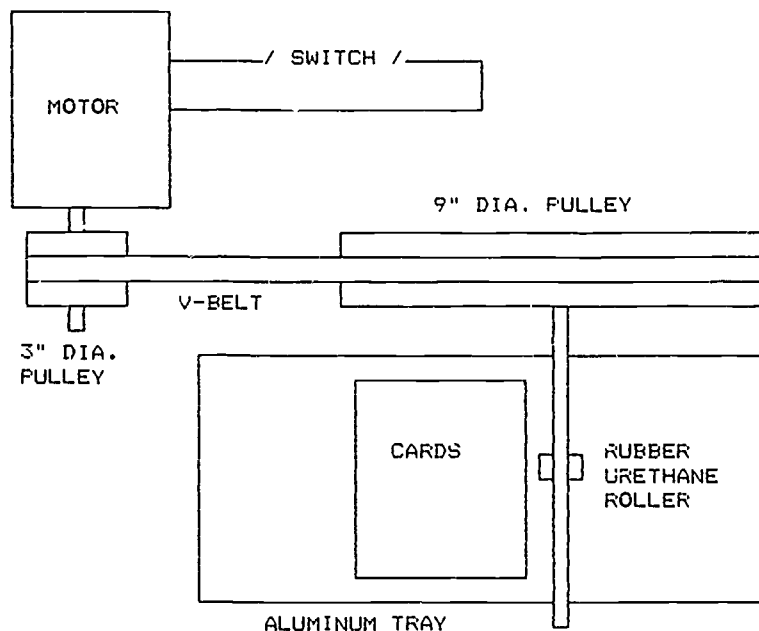 / SWITCH /
MOTOR
9" DIA. PULLEY
V-BELT
3" DIA.
PULLEY
CARDS
RUBBER
URETHANE
ROLLER
ALUMINUM TRAY